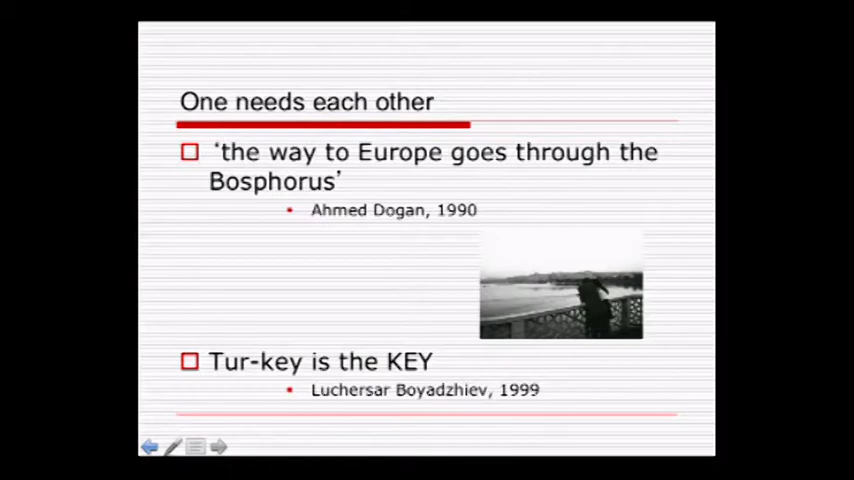 One needs each other
‘the way to Europe goes through the
Bosphorus’
Ahmed Dogan, 1990
Tur-key is the KEY
Luchersar Boyadzhiev, 1999